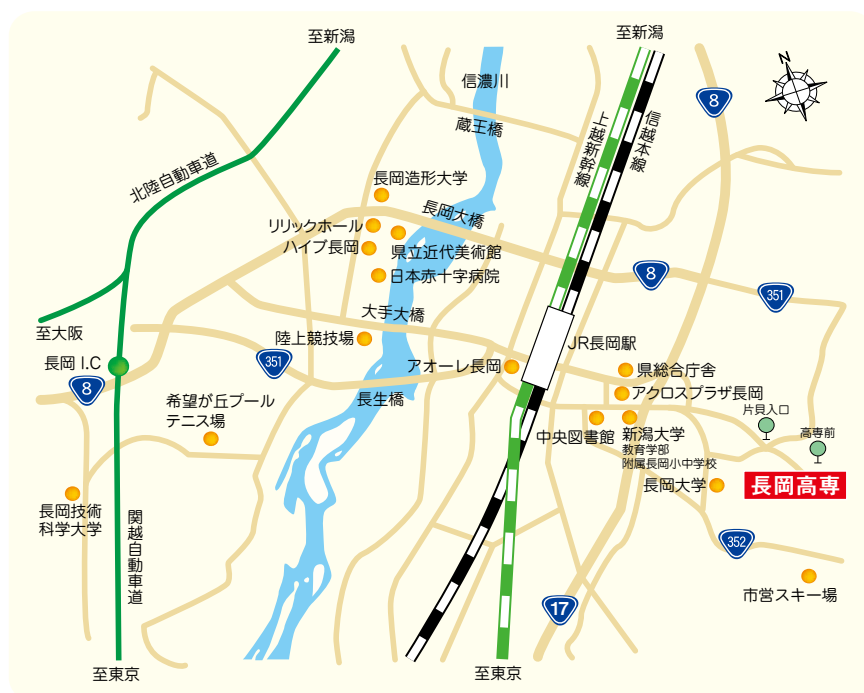 至新潟
至新潟
N
信濃川
8
蔵王橋
上越新幹線
信越本線
北陸自動車道
長岡造形大学
長岡大橋
リリックホール
ハイブ長岡
県立近代美術館
日本赤十字病院
8
351
大手大橋
至大阪
陸上競技場
JR長岡駅
長岡 I.C
351
アオーレ長岡
県総合庁舎
8
アクロスプラザ長岡
長生橋
希望が丘プール
テニス場
片貝入口
中央図書館
新潟大学
教育学部
附属長岡小中学校
高専前
長岡大学
長岡高専
長岡技術
科学大学
関越自動車道
352
市営スキー場
17
至東京
至東京